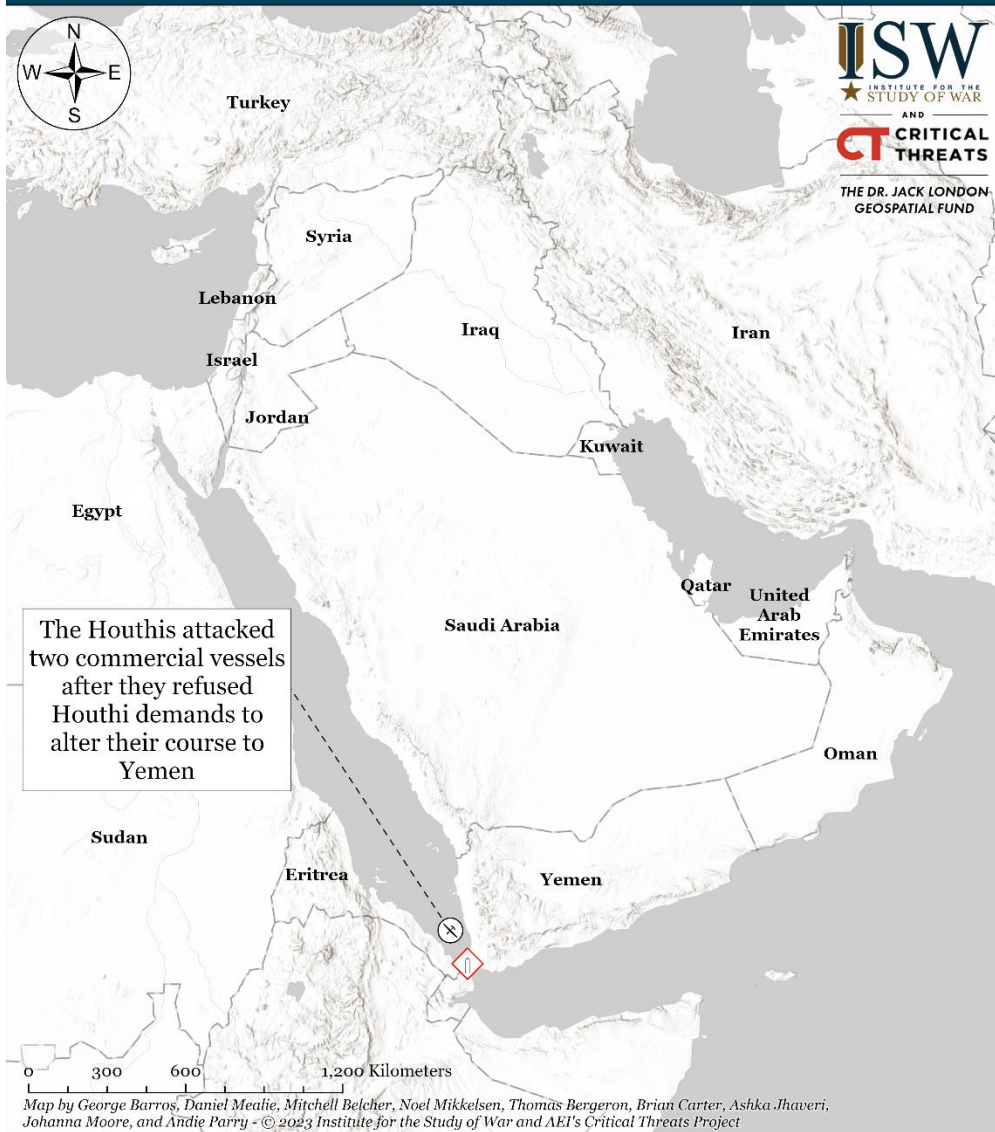 N
W E
S
ISW
INSTITUTE FOR THE
STUDY OF WAR
AND
CT CRITICAL
THREATS
THE DR. JACK LONDON
GEOSPATIAL FUND
Turkey
Syria
Lebanon
Iraq
Iran
Israel
Jordan
Kuwait
Egypt
Qatar
United
Arab
Emirates
Saudi Arabia
The Houthis attacked
two commercial vessels
after they refused
Houthi demands to
alter their course to
Yemen
Oman
Sudan
Eritrea
Yemen
0 300 600 1,200 Kilometers
Map by George Barros, Daniel Mealie, Mitchell Belcher, Noel Mikkelsen, Thomas Bergeron, Brian Carter, Ashka Jhaveri,
Johanna Moore, and Andie Parry - © 2023 Institute for the Study of War and AEI's Critical Threats Project